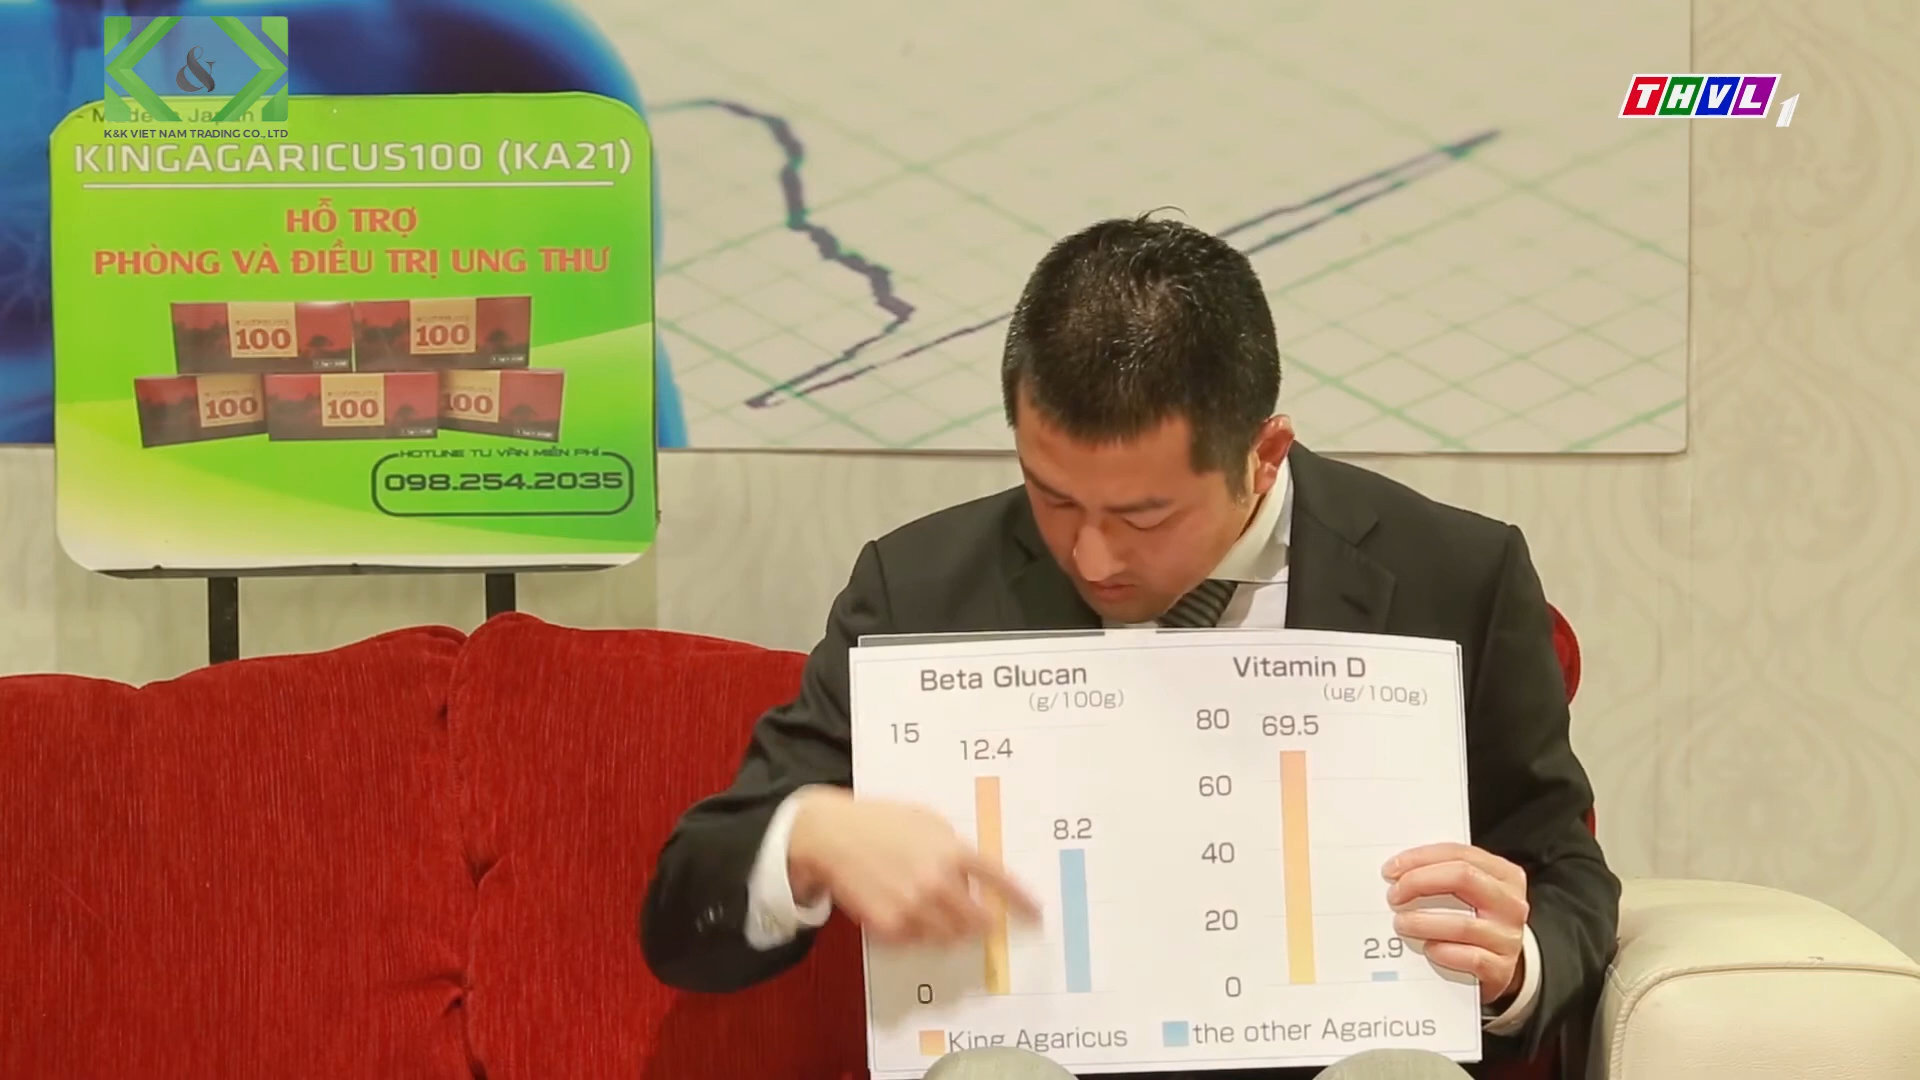 &
K&K VIET NAM TRADING CO., LTD
THVL 1
KINGAGARICUS100 (KA21)
HỖ TRỢ
PHÒNG VÀ ĐIỀU TRỊ UNG THƯ
100
100
100
100
100
HOTLINE TƯ VẤN MIỄN PHÍ
098.254.2035
Beta Glucan
(g/100g)
15
12.4
8.2
0
Vitamin D
(ug/100g)
80
69.5
60
40
20
2.9
0
King Agaricus
the other Agaricus